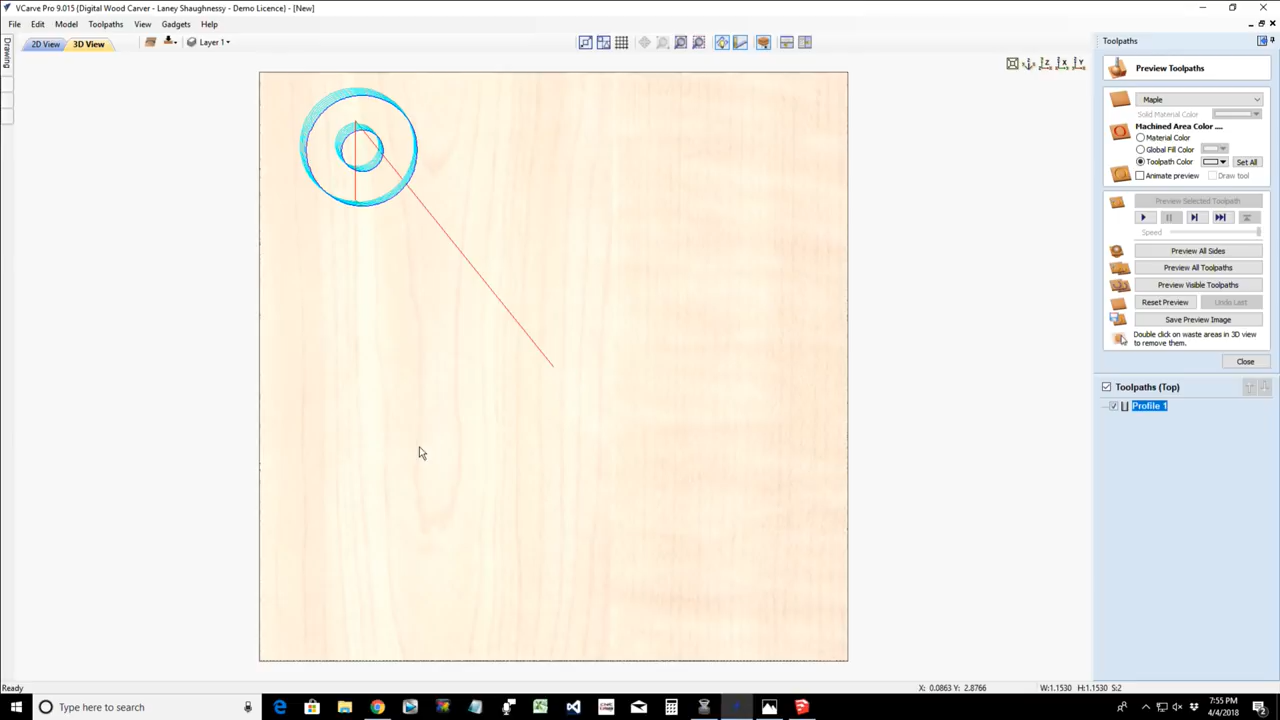 VCarve Pro 9.015 {Digital Wood Carver - Laney Shaughnessy - Demo Licence} - [New]
File Edit Model Toolpaths View Gadgets Help
2D View 3D View Layer 1
Drawing
Toolpaths
Preview Toolpaths
Maple
Solid Material Color
Machined Area Color ....
Material Color
Global Fill Color
Toolpath Color Set All
Animate preview Draw tool
Preview Selected Toolpath
Speed
Preview All Sides
Preview All Toolpaths
Preview Visible Toolpaths
Reset Preview Undo Last
Save Preview Image
Double click on waste areas in 3D view
to remove them.
Close
Toolpaths (Top)
Profile 1
Ready X: 0.0863 Y: 2.8766 W:1.1530 H:1.1530 S:2
Type here to search
7:55 PM
4/4/2018